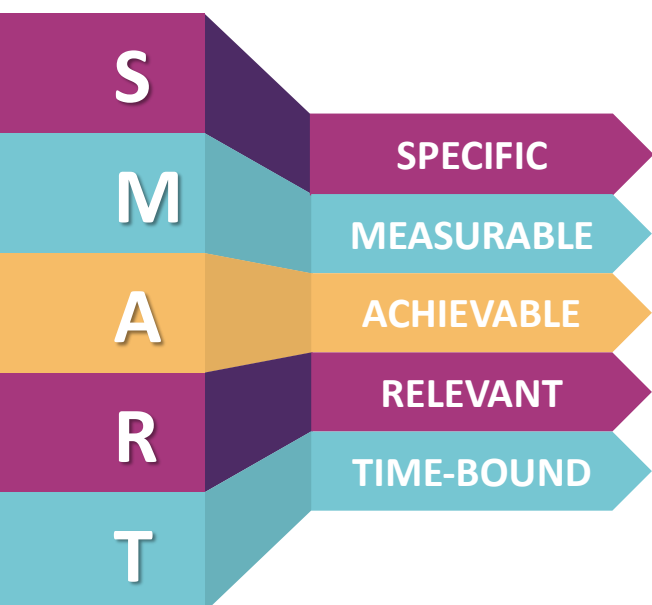 S
SPECIFIC
M
MEASURABLE
A
ACHIEVABLE
R
RELEVANT
T
TIME-BOUND